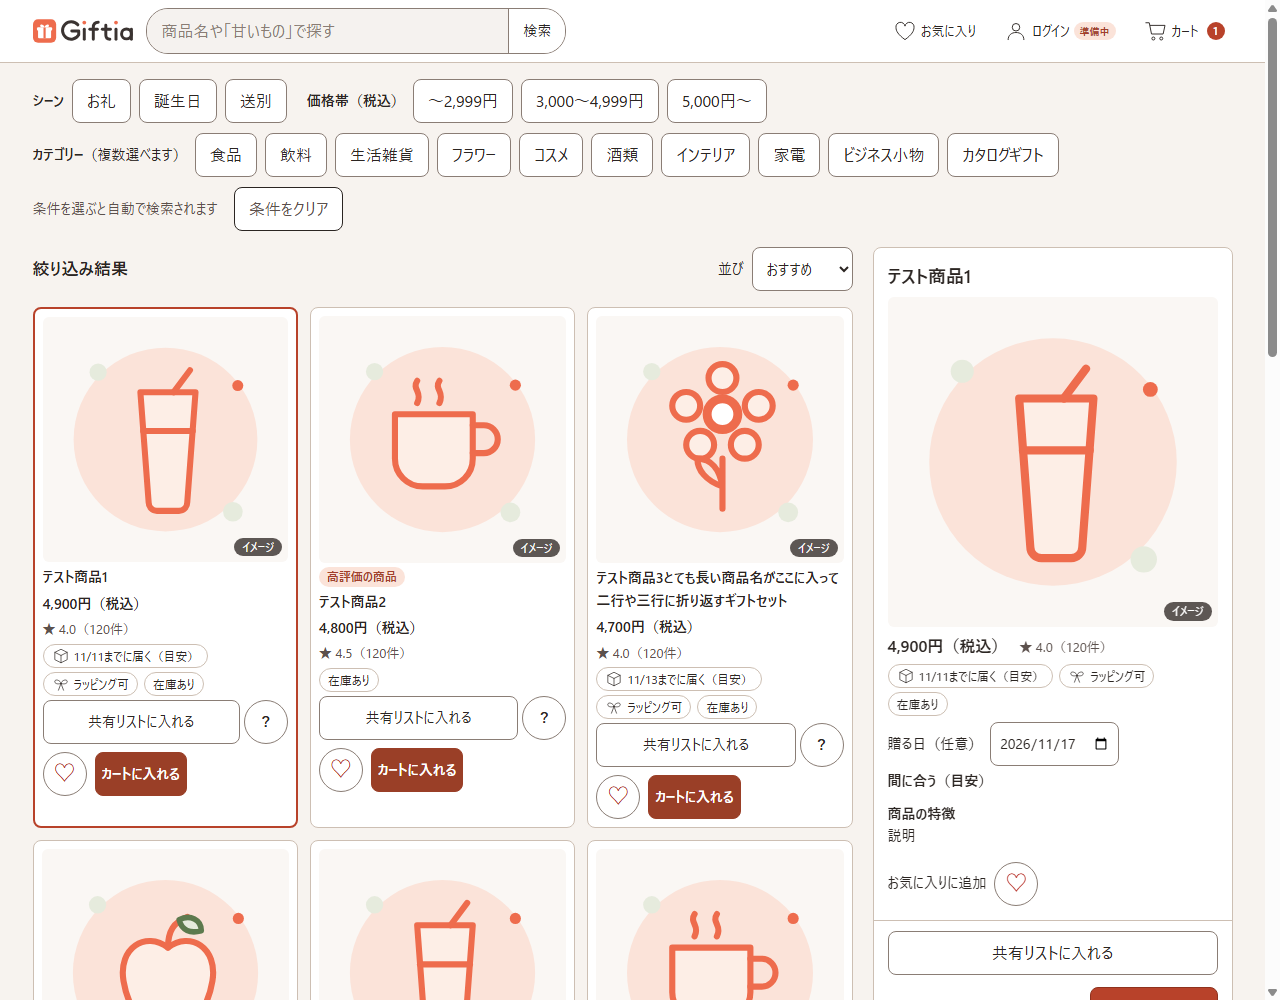 Giftia
商品名や「甘いもの」で探す
検索
お気に入り
ログイン 準備中
カート 1
シーン お礼 誕生日 送別 価格帯（税込） ～2,999円 3,000～4,999円 5,000円～
カテゴリー（複数選べます） 食品 飲料 生活雑貨 フラワー コスメ 酒類 インテリア 家電 ビジネス小物 カタログギフト
条件を選ぶと自動で検索されます 条件をクリア
絞り込み結果
並び おすすめ
イメージ
テスト商品1
4,900円（税込）
★ 4.0（120件）
11/11までに届く（目安）
ラッピング可 在庫あり
共有リストに入れる ?
♡ カートに入れる
イメージ
高評価の商品
テスト商品2
4,800円（税込）
★ 4.5（120件）
在庫あり
共有リストに入れる ?
♡ カートに入れる
イメージ
テスト商品3とても長い商品名がここに入って
二行や三行に折り返すギフトセット
4,700円（税込）
★ 4.0（120件）
11/13までに届く（目安）
ラッピング可 在庫あり
共有リストに入れる ?
♡ カートに入れる
テスト商品1
イメージ
4,900円（税込） ★ 4.0（120件）
11/11までに届く（目安） ラッピング可
在庫あり
贈る日（任意） 2026/11/17
間に合う（目安）
商品の特徴
説明
お気に入りに追加 ♡
共有リストに入れる